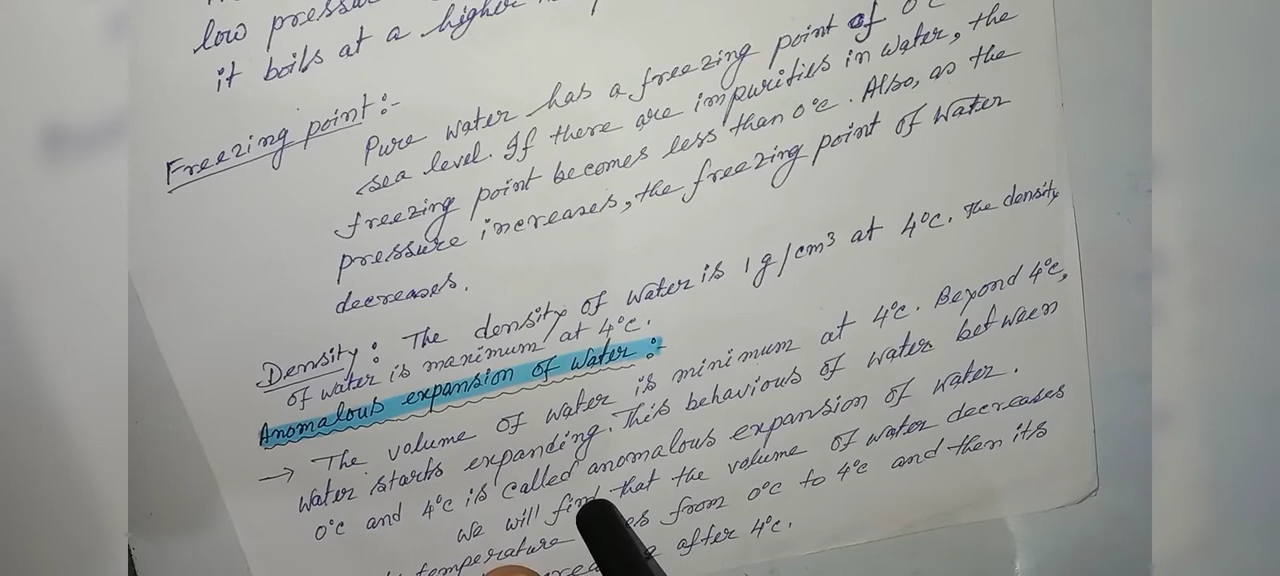 low pressure
it boils at a higher
Freezing point :-
Pure water has a freezing point of 0°c
sea level. If there are impurities in water, the
freezing point becomes less than 0°c. Also, as the
pressure increases, the freezing point of water
decreases.
Density : The density of water is 1 g/cm³ at 4°c. The density
of water is maximum at 4°c.
Anomalous expansion of water :-
→ The volume of water is minimum at 4°c. Beyond 4°c,
water starts expanding. This behavious of water between
0°c and 4°c is called anomalous expansion of water.
We will find that the volume of water decreases
temperature from 0°c to 4°c and then its
after 4°c.